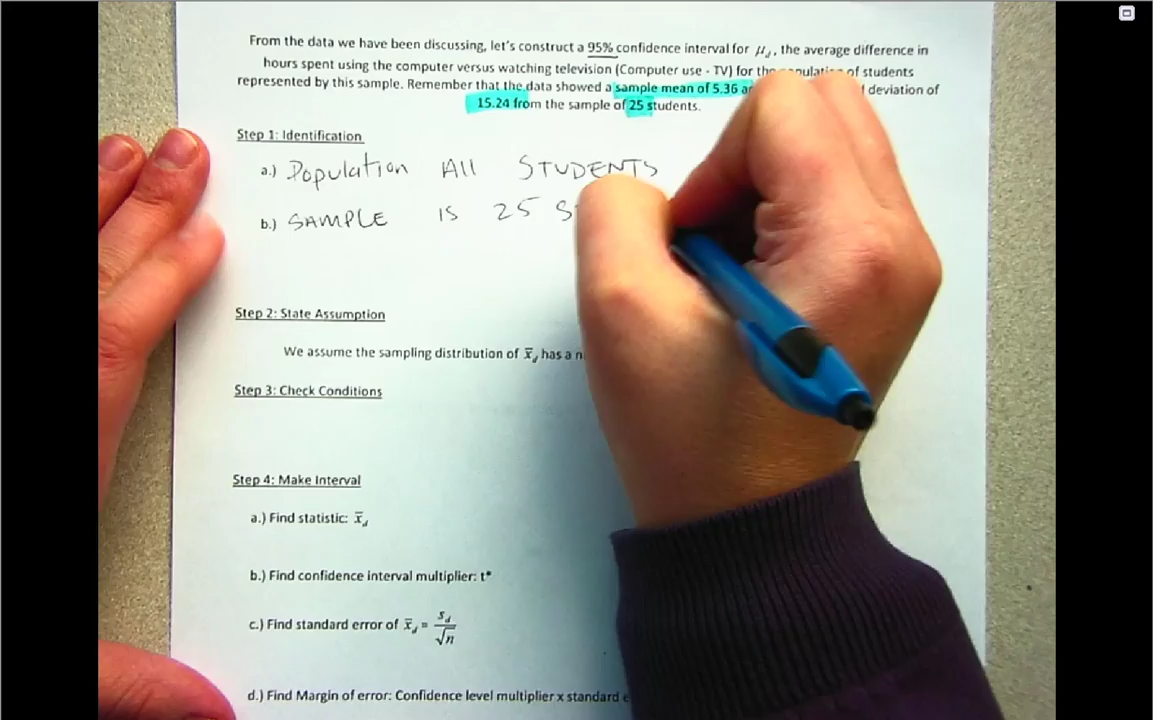 From the data we have been discussing, let's construct a 95% confidence interval for μd, the average difference in
hours spent using the computer versus watching television (Computer use - TV) for the of students
represented by this sample. Remember that the data showed a sample mean of 5.36 deviation of
15.24 from the sample of 25 students.
Step 1: Identification
a.) Population All STUDENTS
b.) SAMPLE is 25
Step 2: State Assumption
We assume the sampling distribution of x̄d has a
Step 3: Check Conditions
Step 4: Make Interval
a.) Find statistic: x̄d
b.) Find confidence interval multiplier: t*
c.) Find standard error of x̄d = sd/√n
d.) Find Margin of error: Confidence level multiplier x standard